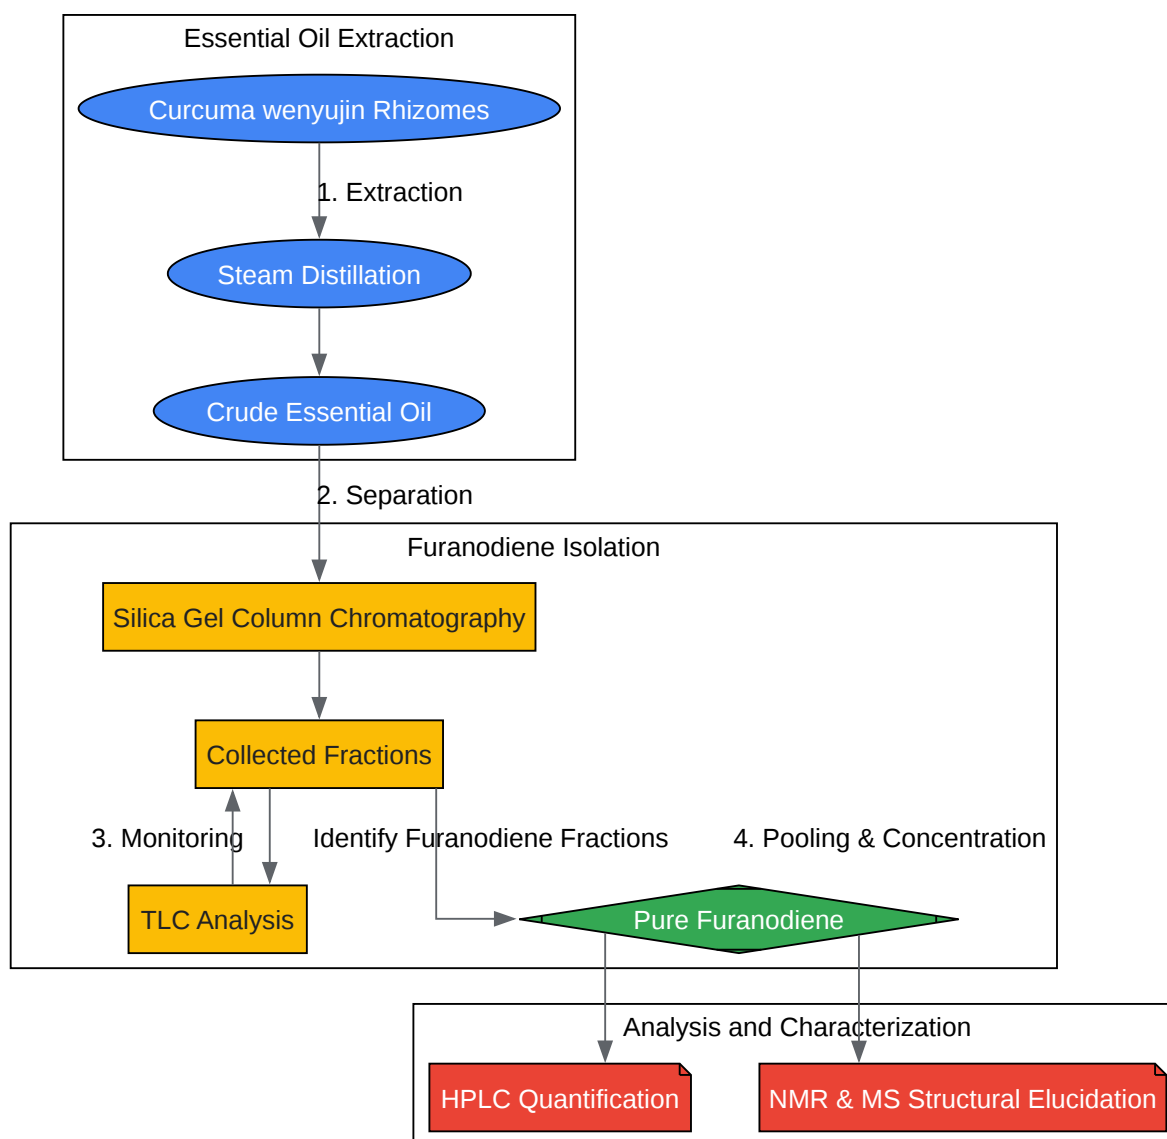 Essential Oil Extraction
Curcuma wenyujin Rhizomes
1. Extraction
Steam Distillation
Crude Essential Oil
2. Separation
Furanodiene Isolation
Silica Gel Column Chromatography
Collected Fractions
3. Monitoring
Identify Furanodiene Fractions
4. Pooling & Concentration
TLC Analysis
Pure Furanodiene
Analysis and Characterization
HPLC Quantification
NMR & MS Structural Elucidation